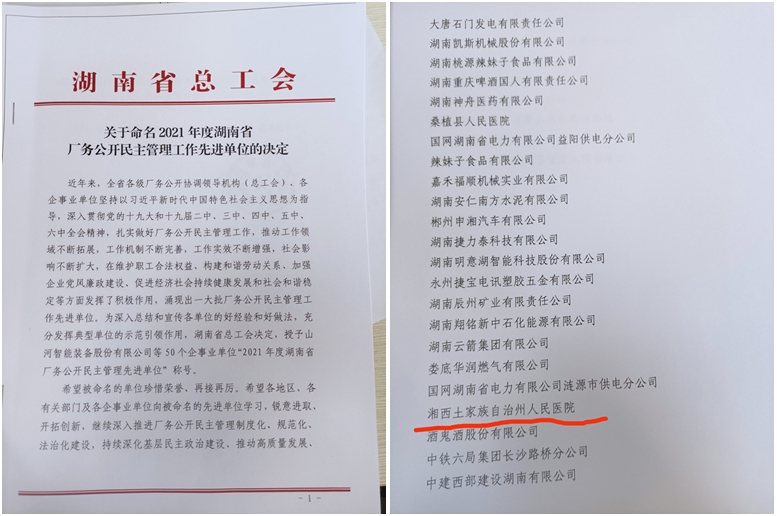 湖南省总工会
关于命名2021年度湖南省
厂务公开民主管理工作先进单位的决定
近年来，全省各级厂务公开协调领导机构（总工会）、各
企事业单位坚持以习近平新时代中国特色社会主义思想为指
导，深入贯彻党的十九大和十九届二中、三中、四中、五中、
六中全会精神，扎实做好厂务公开民主管理工作，推动工作领
域不断拓展，工作机制不断完善，工作实效不断增强，社会影
响不断扩大，在维护职工合法权益、构建和谐劳动关系、加强
企业党风廉政建设、促进经济社会持续健康发展和社会和谐稳
定等方面发挥了积极作用，涌现出一大批厂务公开民主管理工
作先进单位。为深入总结和宣传各单位的好经验和好做法，充
分发挥典型单位的示范引领作用，湖南省总工会决定，授予山
河智能装备股份有限公司等50个企事业单位“2021年度湖南省
厂务公开民主管理先进单位”称号。
希望被命名的单位珍惜荣誉、再接再厉。希望各地区、各
有关部门及各企事业单位向被命名的先进单位学习，锐意进取、
开拓创新，继续深入推进厂务公开民主管理制度化、规范化、
法治化建设，持续深化基层民主政治建设，推动高质量发展、
- 1 -
大唐石门发电有限责任公司
湖南凯斯机械股份有限公司
湖南桃源辣妹子食品有限公司
湖南重庆啤酒国人有限责任公司
湖南神舟医药有限公司
桑植县人民医院
国网湖南省电力有限公司益阳供电分公司
辣妹子食品有限公司
嘉禾福顺机械实业有限公司
湖南安仁南方水泥有限公司
郴州申湘汽车有限公司
湖南捷力泰科技有限公司
湖南明意湖智能科技股份有限公司
永州捷宝电讯塑胶五金有限公司
湖南辰州矿业有限责任公司
湖南翔铭新中石化能源有限公司
湖南云箭集团有限公司
娄底华润燃气有限公司
国网湖南省电力有限公司涟源市供电分公司
湘西土家族自治州人民医院
酒鬼酒股份有限公司
中铁六局集团长沙路桥分公司
中建西部建设湖南有限公司